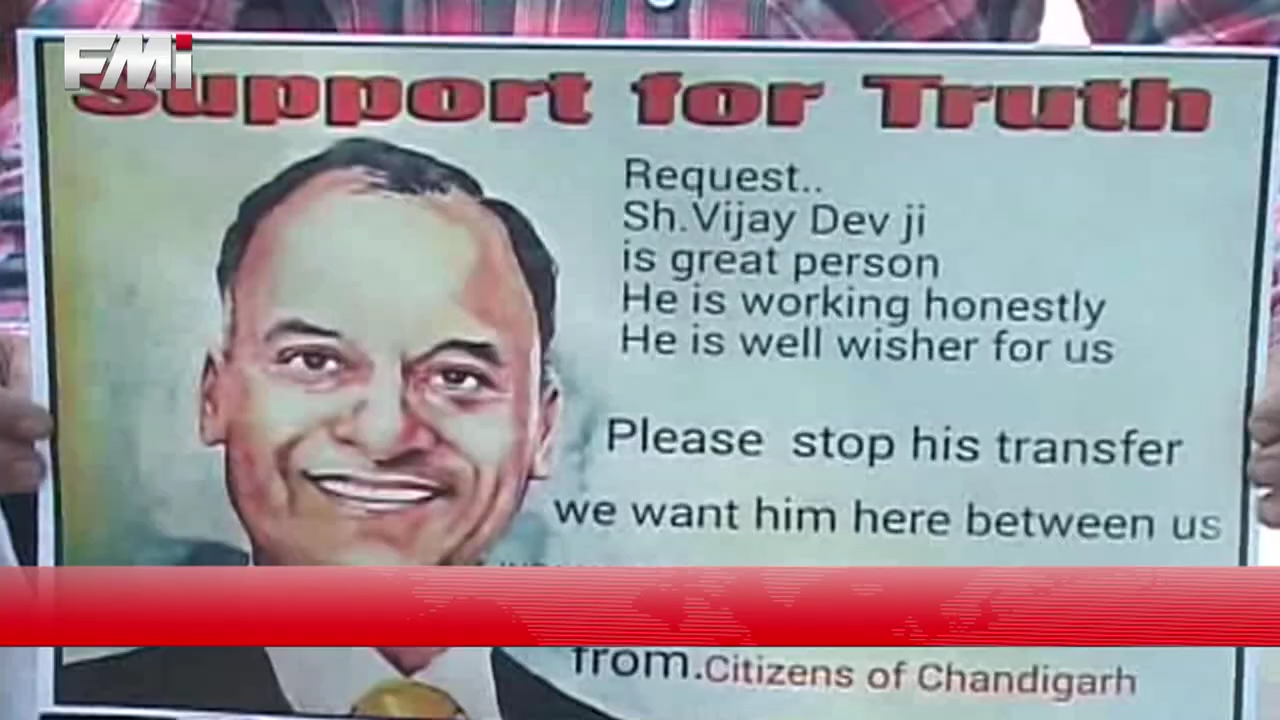 FMi
Support for Truth
Request..
Sh.Vijay Dev ji
is great person
He is working honestly
He is well wisher for us
Please stop his transfer
we want him here between us
from.Citizens of Chandigarh